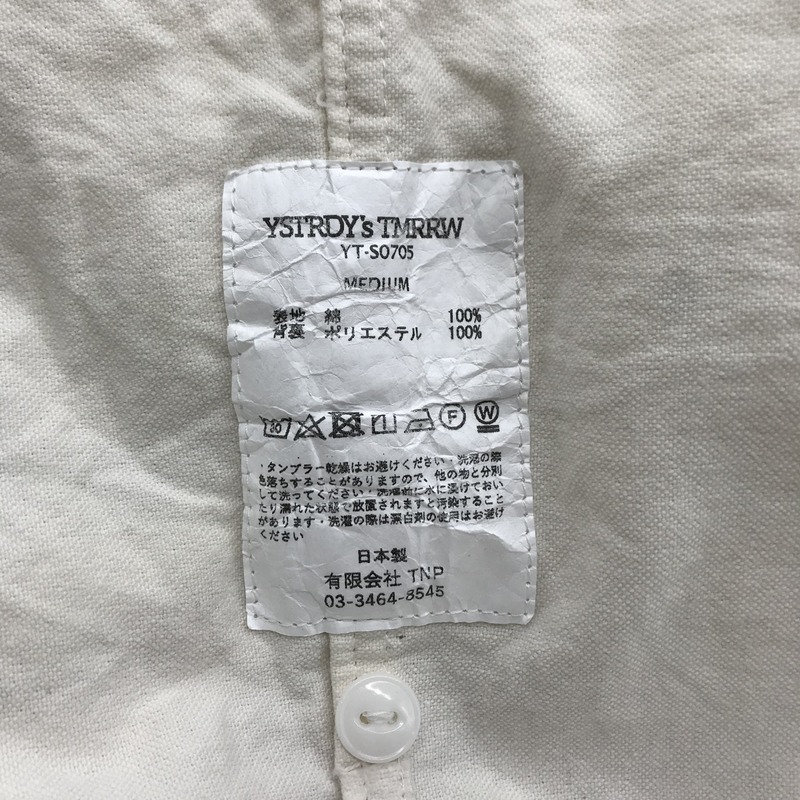 YSTRDY's TMRRW
YT-S0705
MEDIUM
表地 綿 100%
背裏 ポリエステル 100%
30 F W
・タンブラー乾燥はお避けください・洗濯の際
色落ちすることがありますので、他の物と分別
して洗ってください・洗濯前に水に浸けておい
たり濡れた状態で放置されますと汚染すること
があります・洗濯の際は漂白剤の使用はお避け
ください
日本製
有限会社 TNP
03-3464-8545